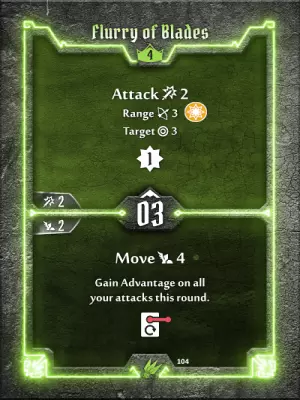 Flurry of Blades
4
Attack 2
Range 3
Target 3
1
2
03
2
Move 4
Gain Advantage on all
your attacks this round.
104